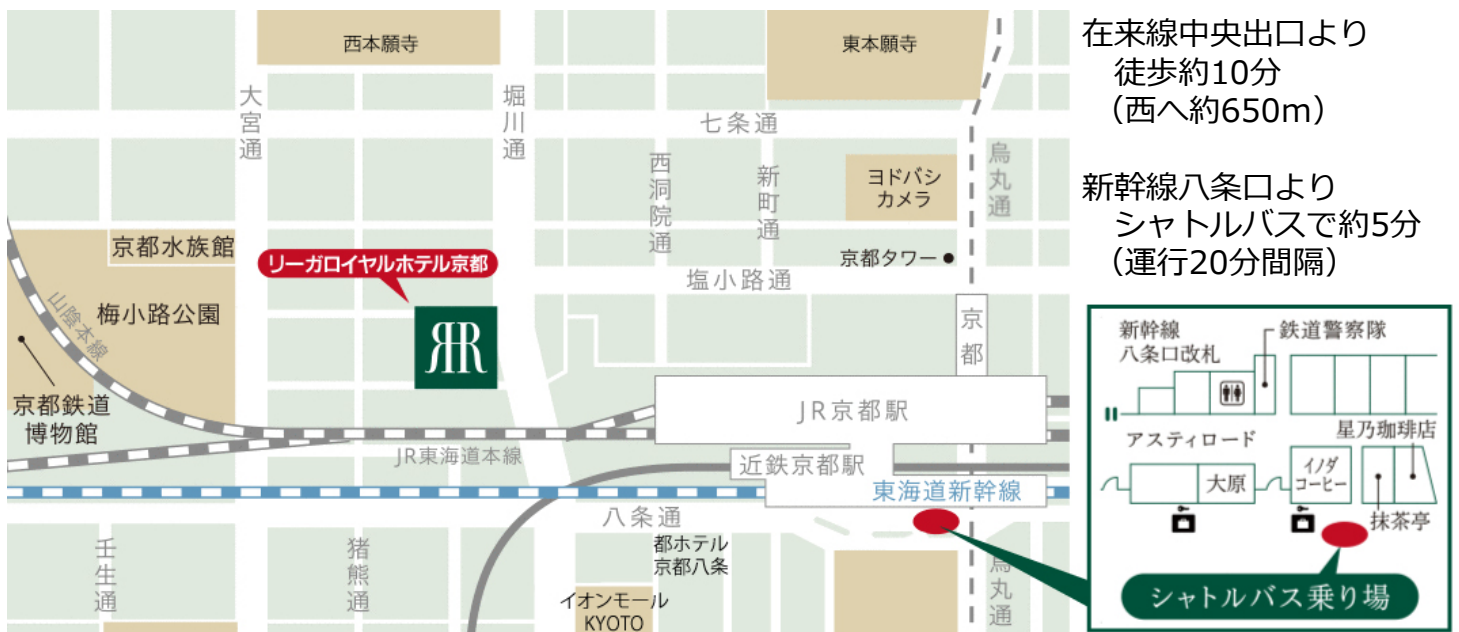 西本願寺
東本願寺
大宮通
堀川通
七条通
西洞院通
新町通
烏丸通
ヨドバシ
カメラ
京都水族館
リーガロイヤルホテル京都
京都タワー
塩小路通
山陰本線
梅小路公園
RR
京都
京都鉄道
博物館
JR京都駅
JR東海道本線
近鉄京都駅
東海道新幹線
八条通
壬生通
猪熊通
都ホテル
京都八条
イオンモール
KYOTO
烏丸通
在来線中央出口より
徒歩約10分
（西へ約650m）
新幹線八条口より
シャトルバスで約5分
（運行20分間隔）
新幹線
八条口改札
鉄道警察隊
アスティロード
星乃珈琲店
大原
イノダ
コーヒー
抹茶亭
シャトルバス乗り場